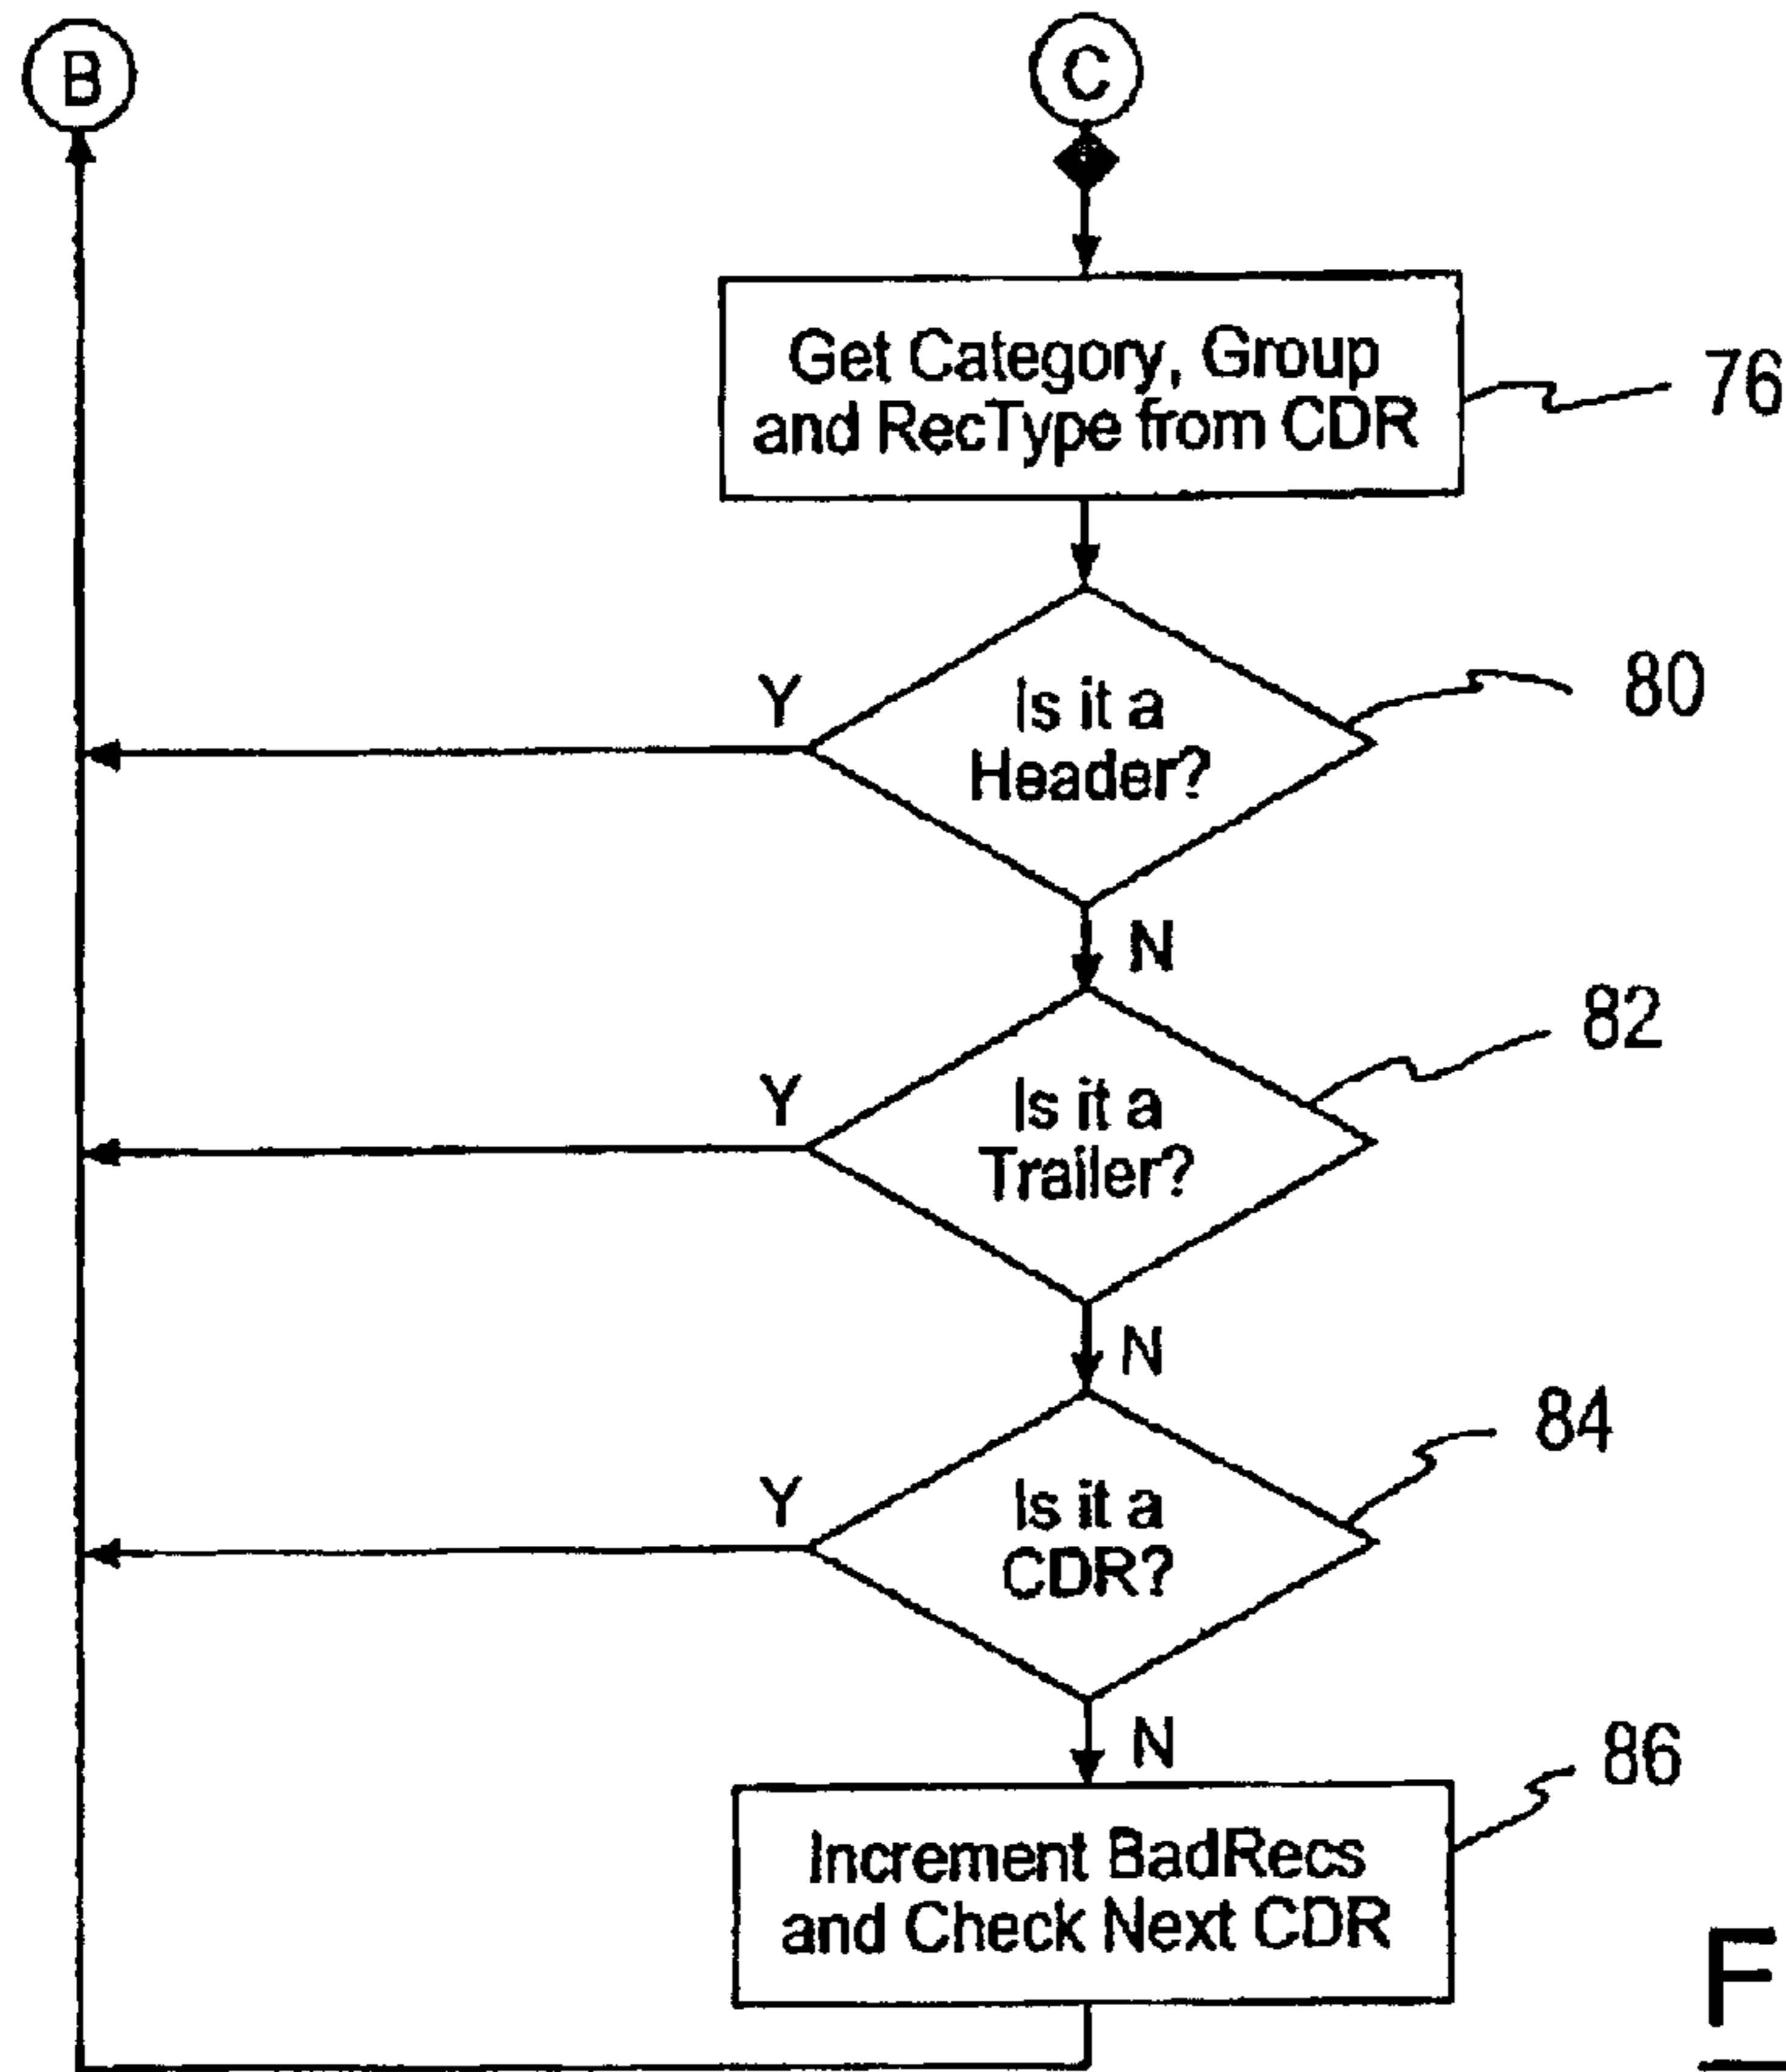 B
C
Get Category, Group
and RecType from CDR
76
Y
Is it a
Header?
80
N
Y
Is it a
Trailer?
82
N
Y
Is it a
CDR?
84
N
Increment BadRecs
and Check Next CDR
86
F